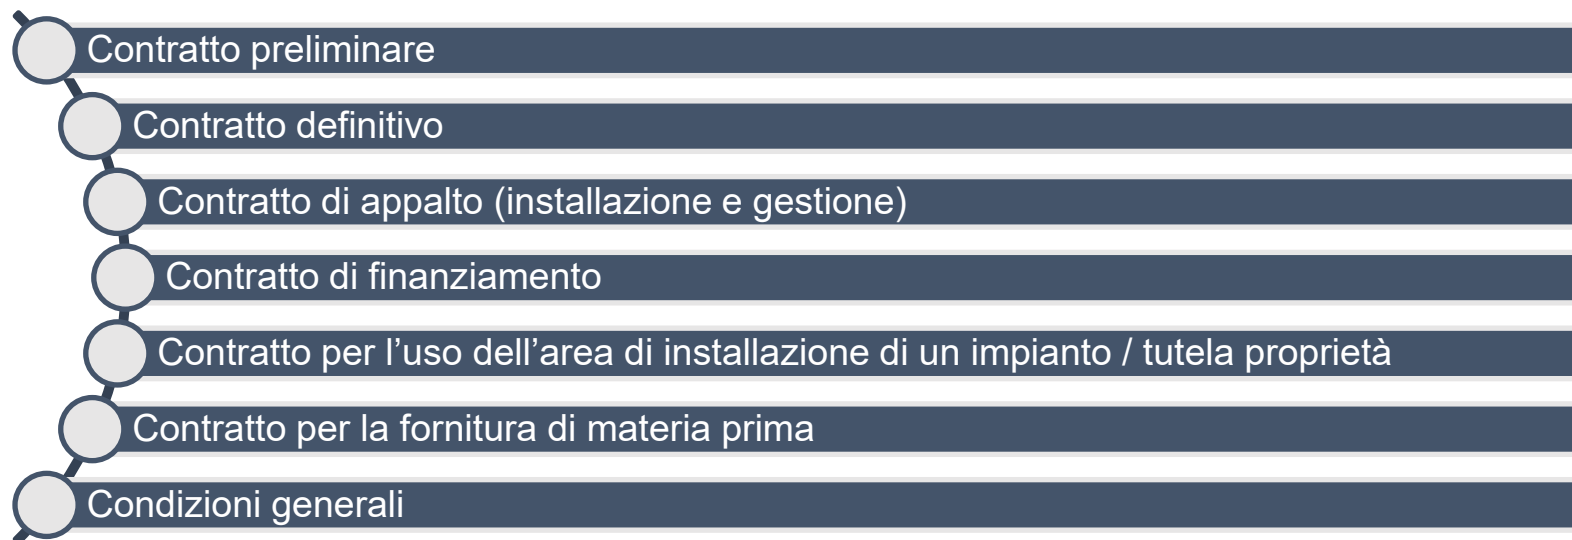 Contratto preliminare
Contratto definitivo
Contratto di appalto (installazione e gestione)
Contratto di finanziamento
Contratto per l’uso dell’area di installazione di un impianto / tutela proprietà
Contratto per la fornitura di materia prima
Condizioni generali